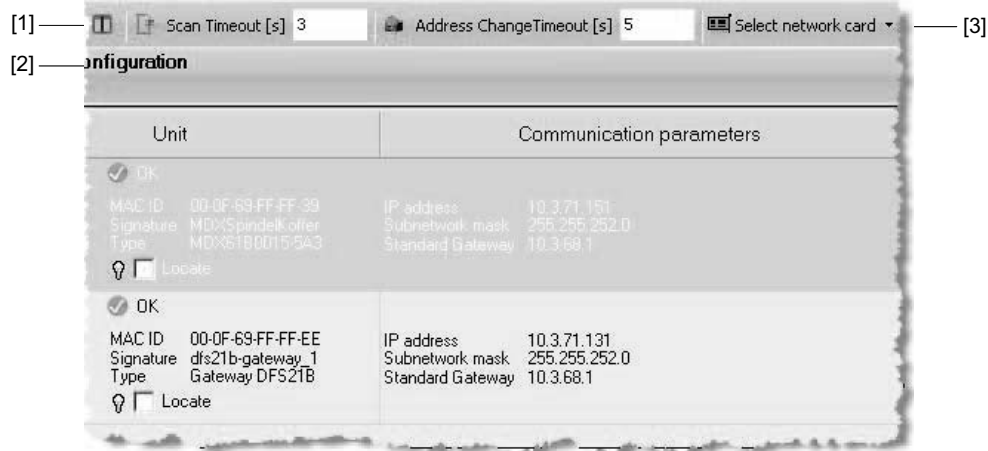 [1] Scan Timeout [s] 3 Address ChangeTimeout [s] 5 Select network card [3]
[2] onfiguration
Unit Communication parameters
OK
MAC ID 00-0F-69-FF-FF-39 IP address 10.3.71.151
Signature MDXSpindelKoffer Subnetwork mask 255.255.252.0
Type MDX61B0015-5A3 Standard Gateway 10.3.68.1
Locate
OK
MAC ID 00-0F-69-FF-FF-EE IP address 10.3.71.131
Signature dfs21b-gateway_1 Subnetwork mask 255.255.252.0
Type Gateway DFS21B Standard Gateway 10.3.68.1
Locate